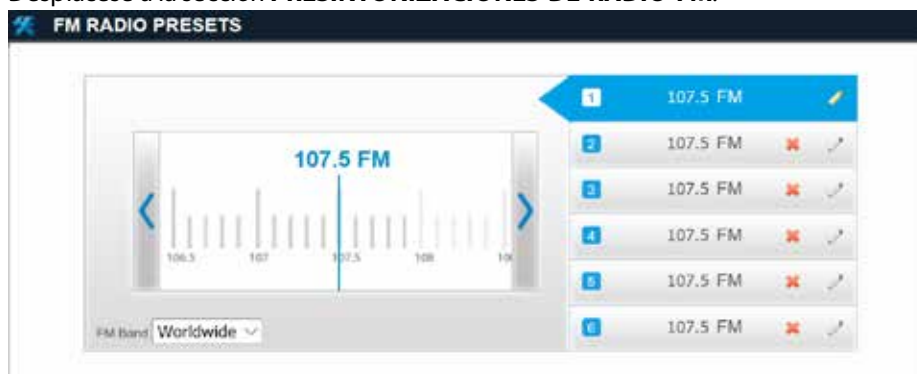 Desplácese a la sección PRESINTONIZACIONES DE RADIO FM.
FM RADIO PRESETS
107.5 FM
106.5 107 107.5 108
FM Band Worldwide
1 107.5 FM
2 107.5 FM
3 107.5 FM
4 107.5 FM
5 107.5 FM
6 107.5 FM